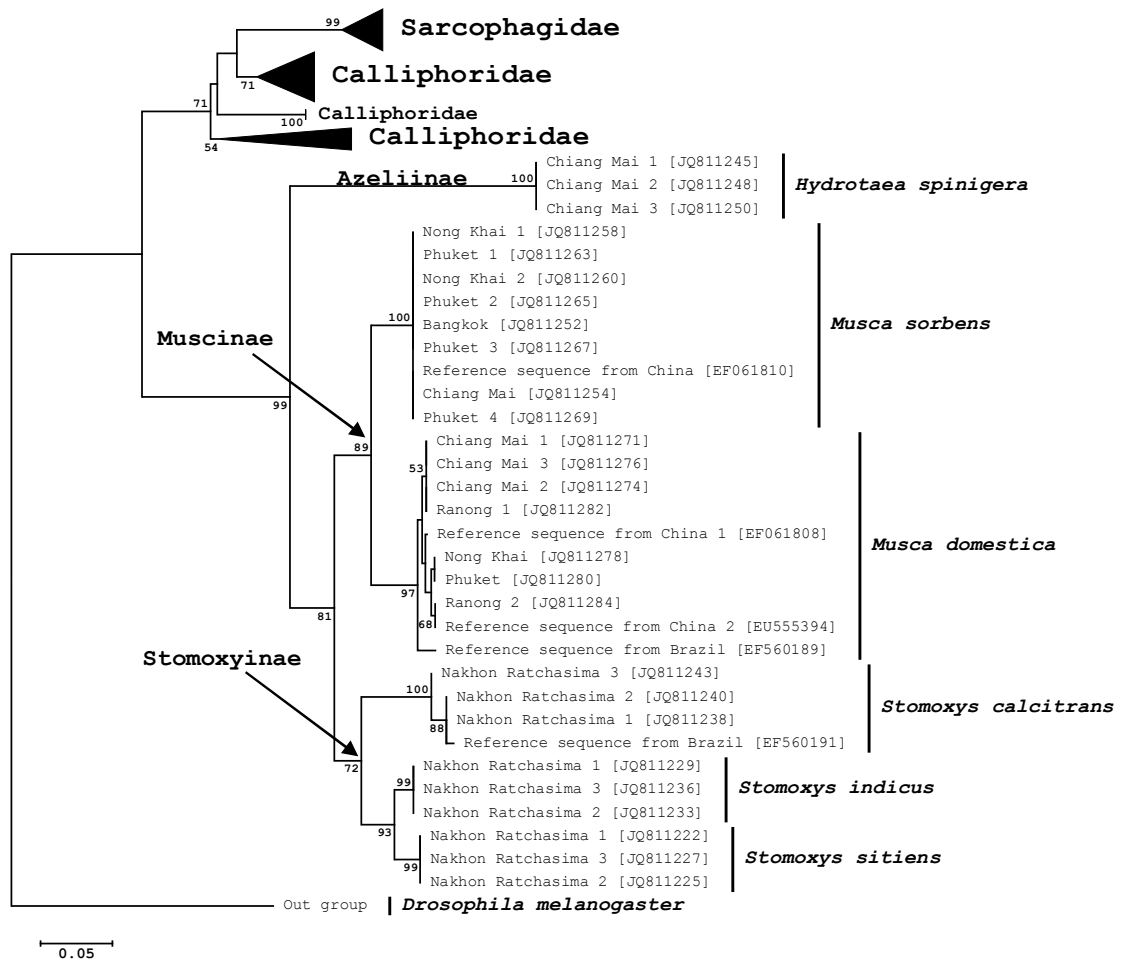 99 Sarcophagidae
71 Calliphoridae
71
100 Calliphoridae
54 Calliphoridae
Azeliinae 100
Chiang Mai 1 [JQ811245]
Chiang Mai 2 [JQ811248]
Chiang Mai 3 [JQ811250]
Hydrotaea spinigera
Nong Khai 1 [JQ811258]
Phuket 1 [JQ811263]
Nong Khai 2 [JQ811260]
Phuket 2 [JQ811265]
100
Bangkok [JQ811252]
Phuket 3 [JQ811267]
Reference sequence from China [EF061810]
Chiang Mai [JQ811254]
Phuket 4 [JQ811269]
Musca sorbens
Muscinae
99
89
Chiang Mai 1 [JQ811271]
53
Chiang Mai 3 [JQ811276]
Chiang Mai 2 [JQ811274]
Ranong 1 [JQ811282]
Reference sequence from China 1 [EF061808]
Nong Khai [JQ811278]
Phuket [JQ811280]
97
Ranong 2 [JQ811284]
68
Reference sequence from China 2 [EU555394]
Reference sequence from Brazil [EF560189]
Musca domestica
81
Stomoxyinae
Nakhon Ratchasima 3 [JQ811243]
100
Nakhon Ratchasima 2 [JQ811240]
Nakhon Ratchasima 1 [JQ811238]
88
Reference sequence from Brazil [EF560191]
Stomoxys calcitrans
72
Nakhon Ratchasima 1 [JQ811229]
99
Nakhon Ratchasima 3 [JQ811236]
Nakhon Ratchasima 2 [JQ811233]
Stomoxys indicus
93
Nakhon Ratchasima 1 [JQ811222]
Nakhon Ratchasima 3 [JQ811227]
99
Nakhon Ratchasima 2 [JQ811225]
Stomoxys sitiens
Out group Drosophila melanogaster
0.05